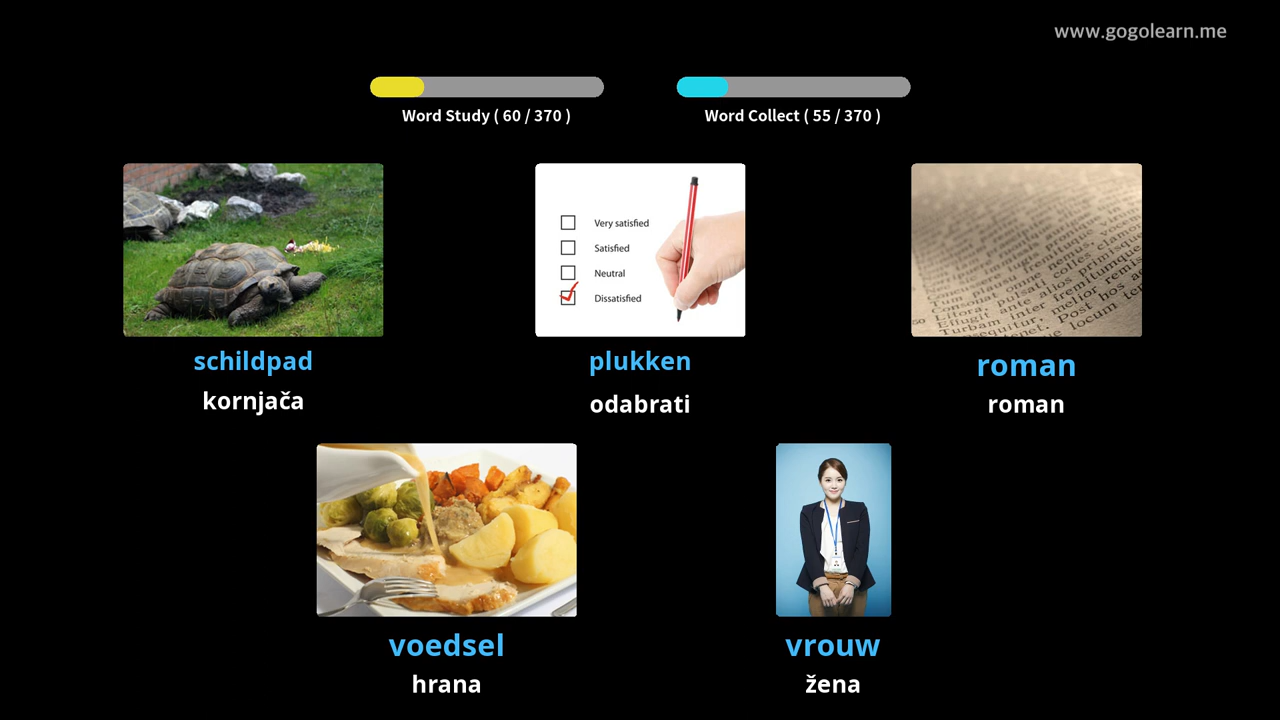 www.gogolearn.me
Word Study ( 60 / 370 )
Word Collect ( 55 / 370 )
Very satisfied
Satisfied
Neutral
Dissatisfied
schildpad
kornjača
plukken
odabrati
roman
roman
voedsel
hrana
vrouw
žena